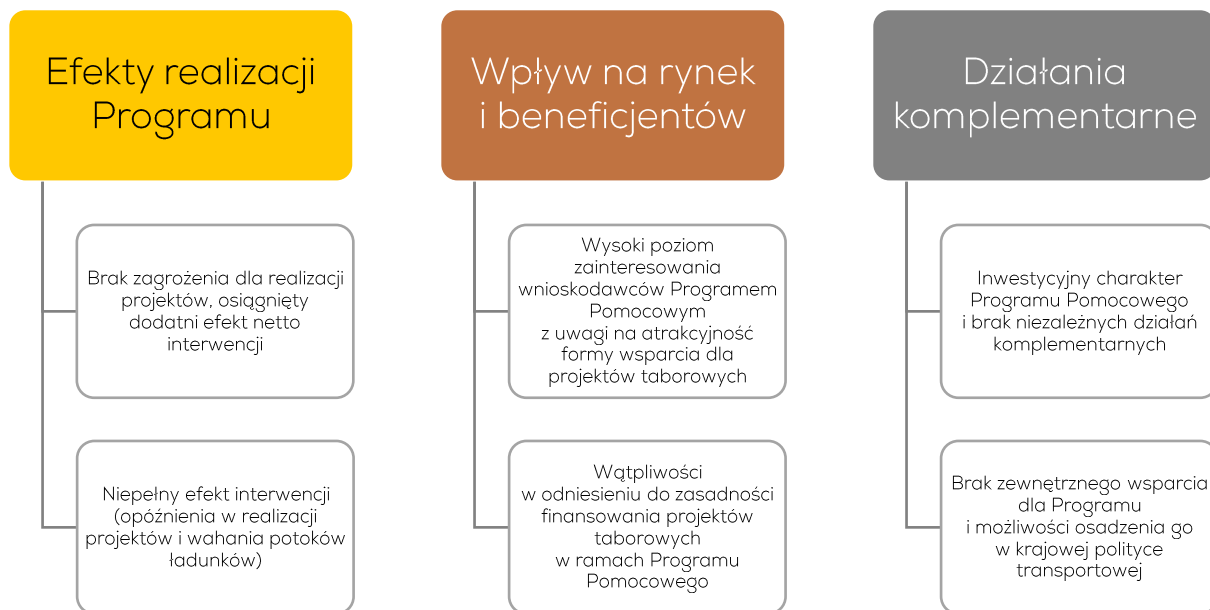 Efekty realizacji
Programu
Brak zagrożenia dla realizacji
projektów, osiągnięty
dodatni efekt netto
interwencji
Niepełny efekt interwencji
(opóźnienia w realizacji
projektów i wahania potoków
ładunków)
Wpływ na rynek
i beneficjentów
Wysoki poziom
zainteresowania
wnioskodawców Programem
Pomocowym
z uwagi na atrakcyjność
formy wsparcia dla
projektów taborowych
Wątpliwości
w odniesieniu do zasadności
finansowania projektów
taborowych
w ramach Programu
Pomocowego
Działania
komplementarne
Inwestycyjny charakter
Programu Pomocowego
i brak niezależnych działań
komplementarnych
Brak zewnętrznego wsparcia
dla Programu
i możliwości osadzenia go
w krajowej polityce
transportowej